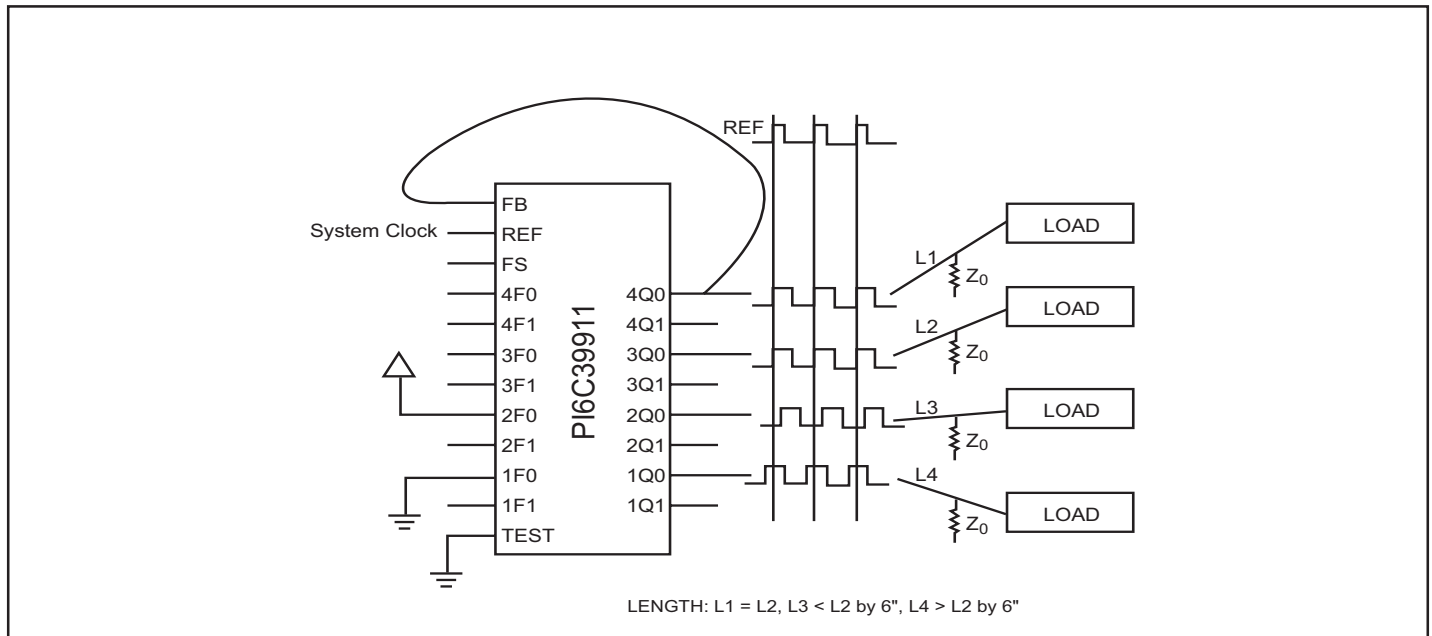 REF
FB
System Clock
REF
FS
4F0
4F1
3F0
3F1
2F0
2F1
1F0
1F1
TEST
PI6C39911
4Q0
4Q1
3Q0
3Q1
2Q0
2Q1
1Q0
1Q1
L1
Z0
LOAD
L2
Z0
LOAD
L3
Z0
LOAD
L4
Z0
LOAD
LENGTH: L1 = L2, L3 < L2 by 6", L4 > L2 by 6"